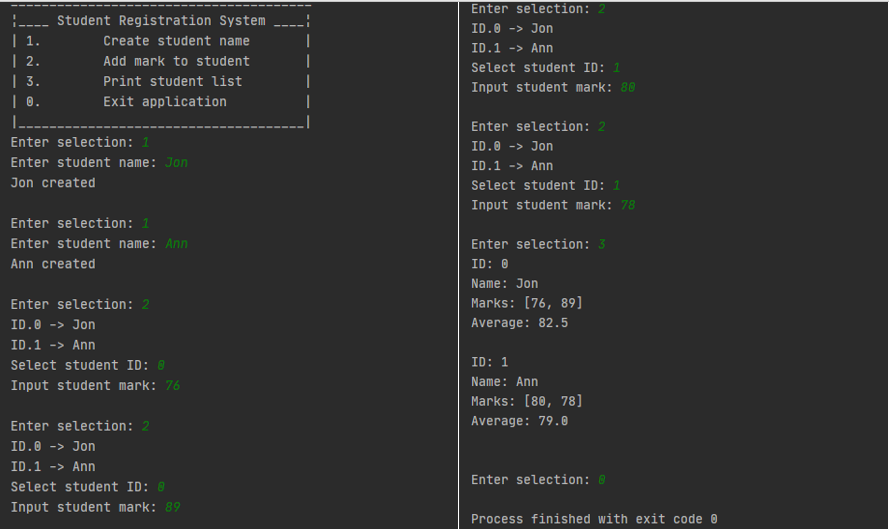 _______________________________________
¦____ Student Registration System ____¦
| 1.        Create student name       |
| 2.        Add mark to student       |
| 3.        Print student list        |
| 0.        Exit application          |
|_____________________________________|
Enter selection: 1
Enter student name: Jon
Jon created

Enter selection: 1
Enter student name: Ann
Ann created

Enter selection: 2
ID.0 -> Jon
ID.1 -> Ann
Select student ID: 0
Input student mark: 76

Enter selection: 2
ID.0 -> Jon
ID.1 -> Ann
Select student ID: 0
Input student mark: 89

Enter selection: 2
ID.0 -> Jon
ID.1 -> Ann
Select student ID: 1
Input student mark: 80

Enter selection: 2
ID.0 -> Jon
ID.1 -> Ann
Select student ID: 1
Input student mark: 78

Enter selection: 3
ID: 0
Name: Jon
Marks: [76, 89]
Average: 82.5

ID: 1
Name: Ann
Marks: [80, 78]
Average: 79.0

Enter selection: 0

Process finished with exit code 0